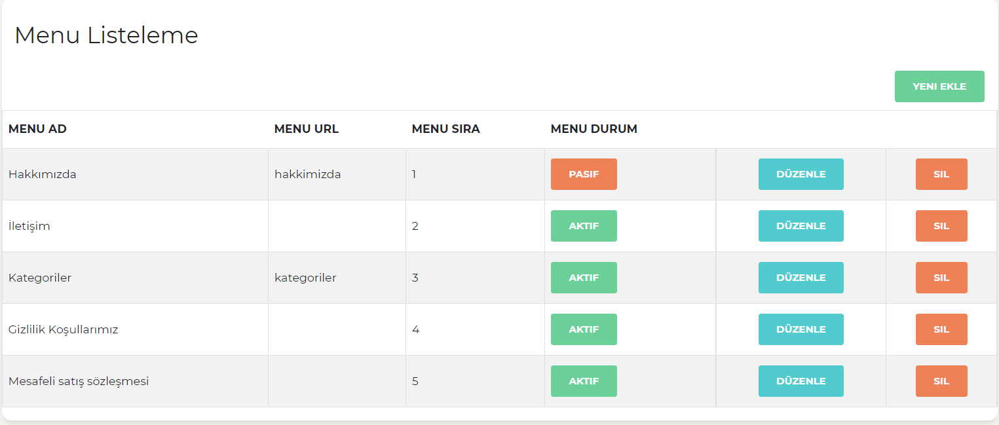 Menu Listeleme
YENI EKLE
MENU AD MENU URL MENU SIRA MENU DURUM
Hakkımızda hakkimizda 1 PASIF DÜZENLE SIL
İletişim 2 AKTIF DÜZENLE SIL
Kategoriler kategoriler 3 AKTIF DÜZENLE SIL
Gizlilik Koşullarımız 4 AKTIF DÜZENLE SIL
Mesafeli satış sözleşmesi 5 AKTIF DÜZENLE SIL